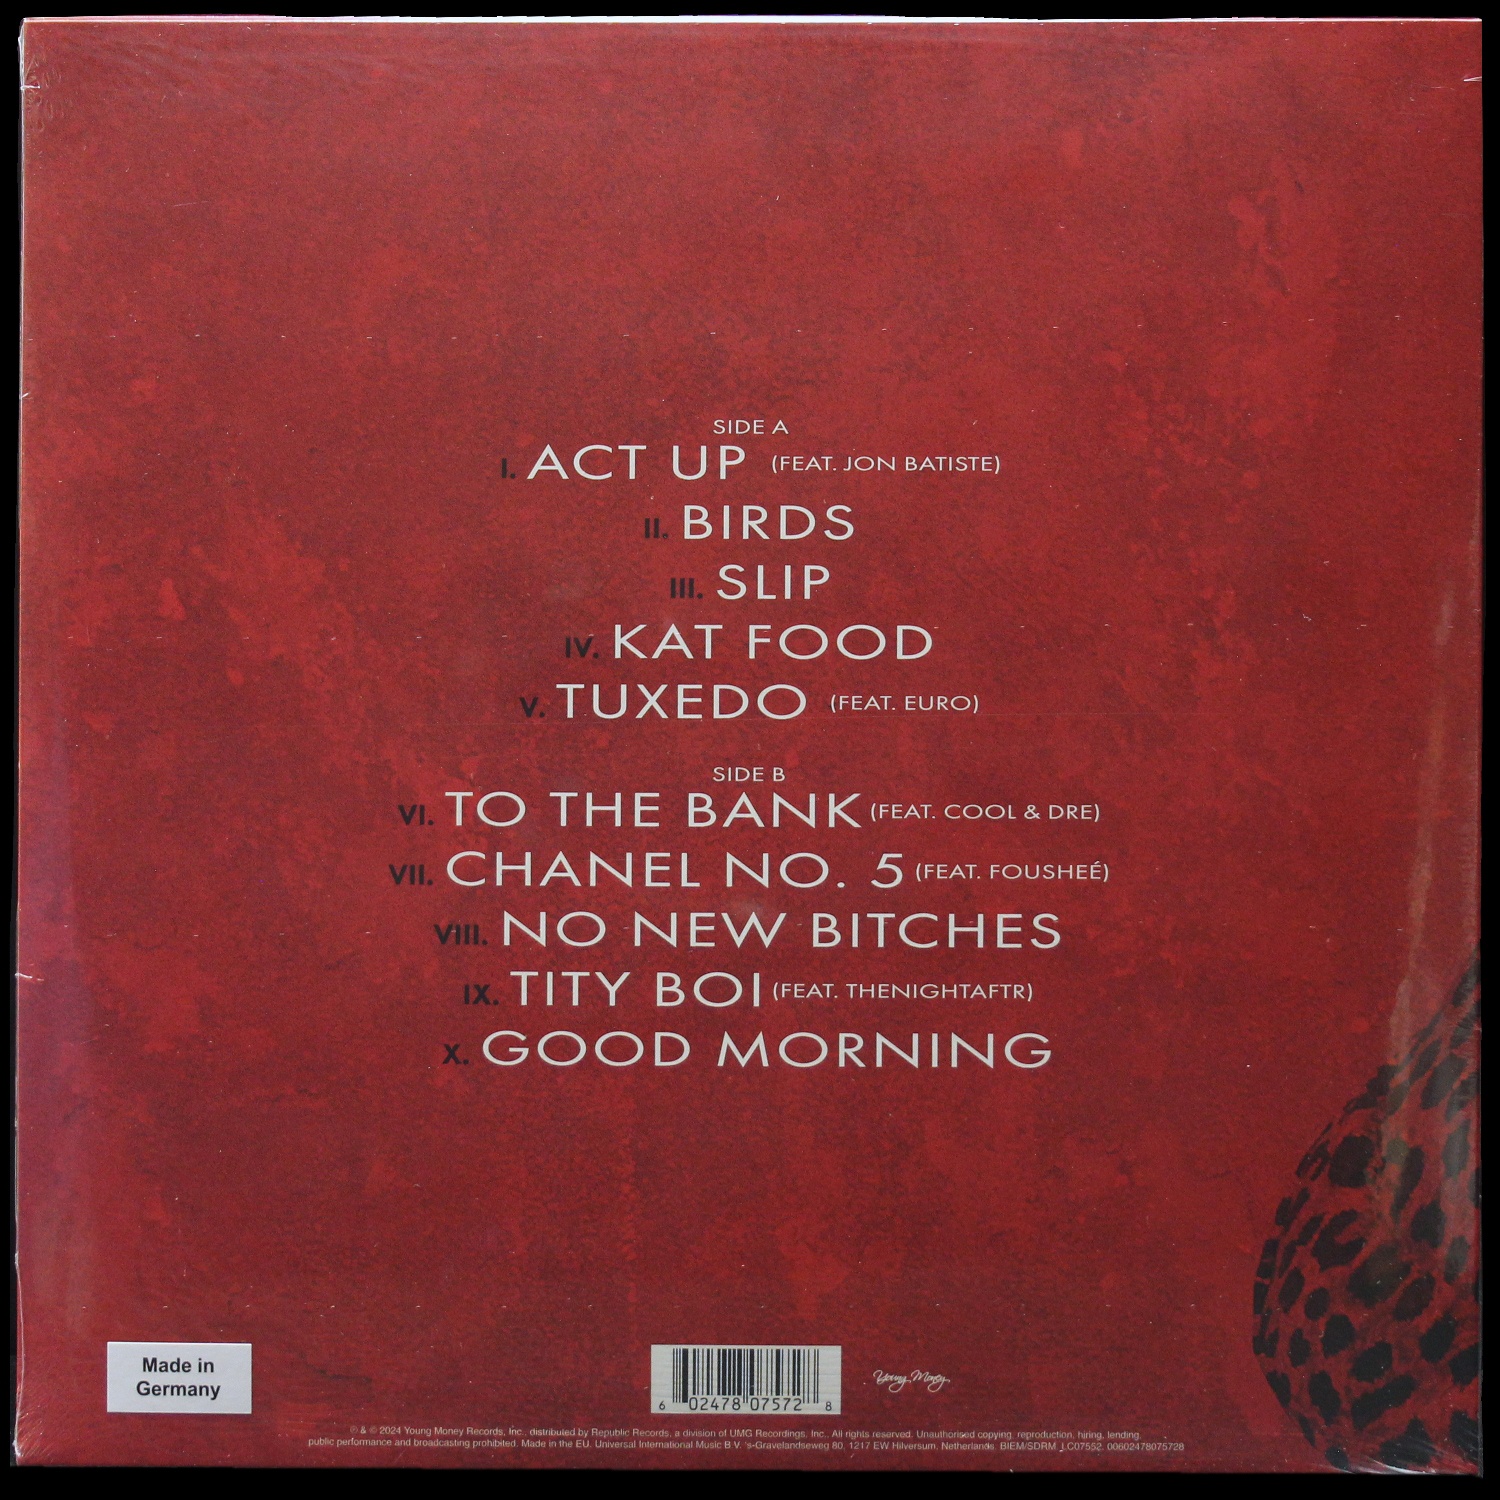 SIDE A
I. ACT UP (FEAT. JON BATISTE)
II. BIRDS
III. SLIP
IV. KAT FOOD
V. TUXEDO (FEAT. EURO)
SIDE B
VI. TO THE BANK (FEAT. COOL & DRE)
VII. CHANEL NO. 5 (FEAT. FOUSHEÉ)
VIII. NO NEW BITCHES
IX. TITY BOI (FEAT. THENIGHTAFTR)
X. GOOD MORNING
Made in
Germany
6 02478 07572 8
Young Money
℗ & © 2024 Young Money Records, Inc., distributed by Republic Records, a division of UMG Recordings, Inc.. All rights reserved. Unauthorised copying, reproduction, hiring, lending,
public performance and broadcasting prohibited. Made in the EU. Universal International Music B.V. 's-Gravelandseweg 80, 1217 EW Hilversum, Netherlands. BIEM/SDRM LC07552. 00602478075728